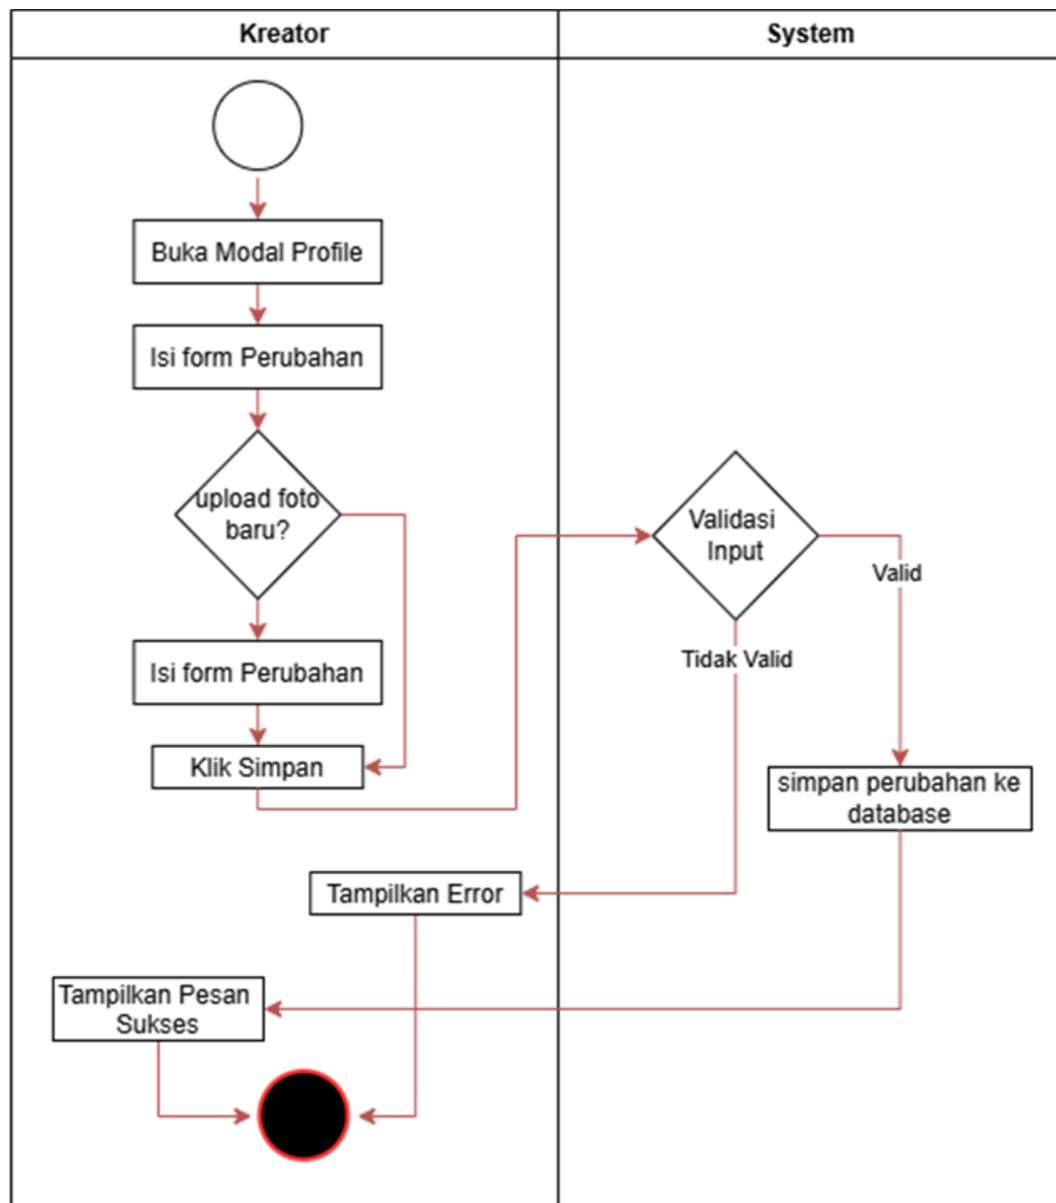 Kreator
System
Buka Modal Profile
Isi form Perubahan
upload foto
baru?
Validasi
Input
Valid
Tidak Valid
Isi form Perubahan
Klik Simpan
simpan perubahan ke
database
Tampilkan Error
Tampilkan Pesan
Sukses